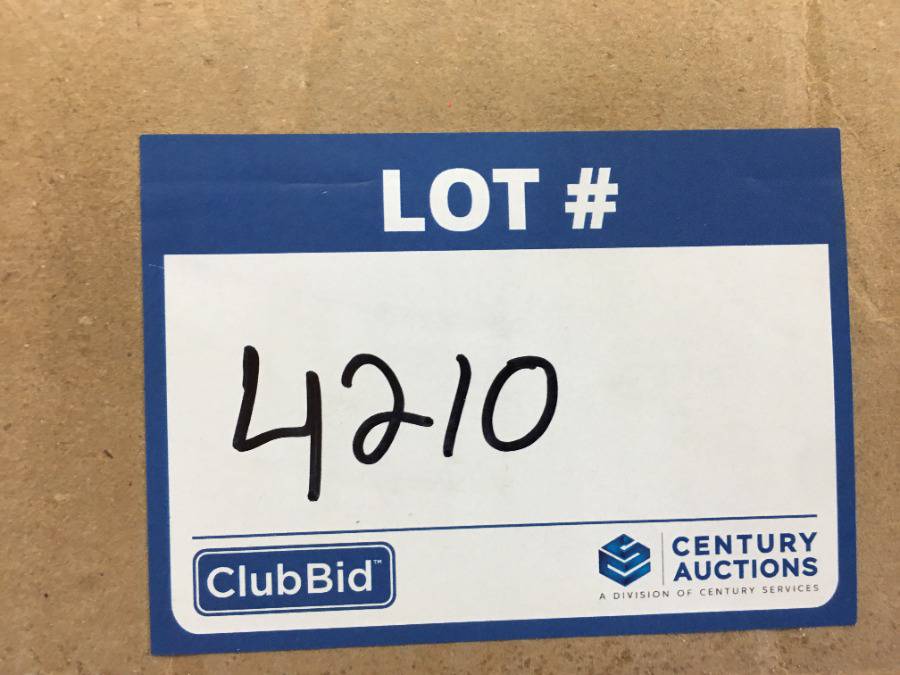 LOT #
4210
ClubBid™
CENTURY
AUCTIONS
A DIVISION OF CENTURY SERVICES